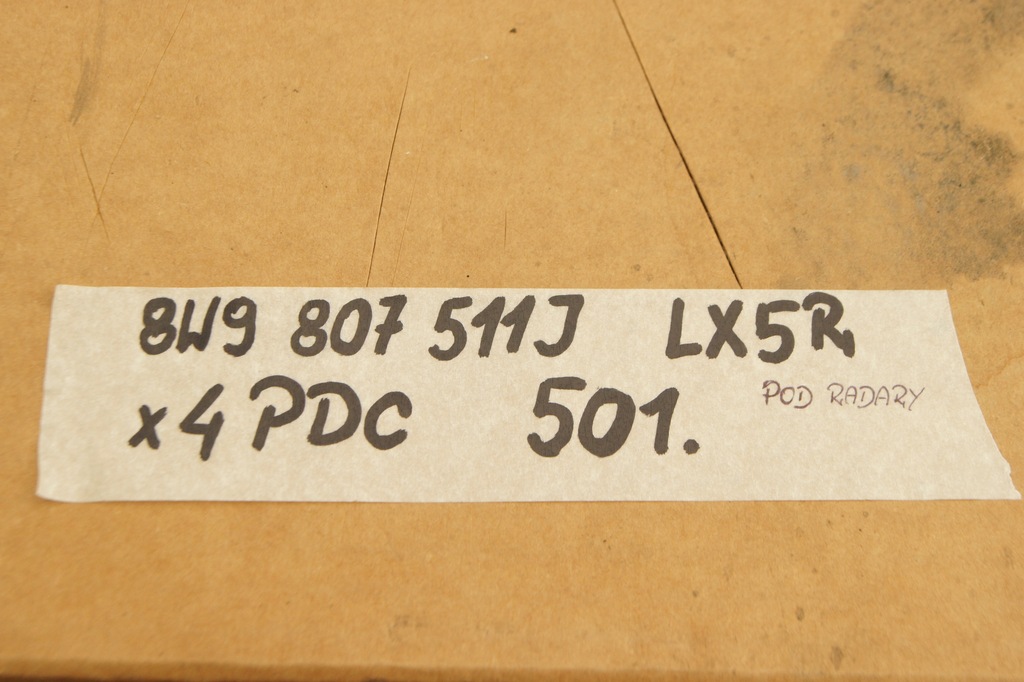 8W9 807 511J LX5R
x4 PDC 501. POD RADARY